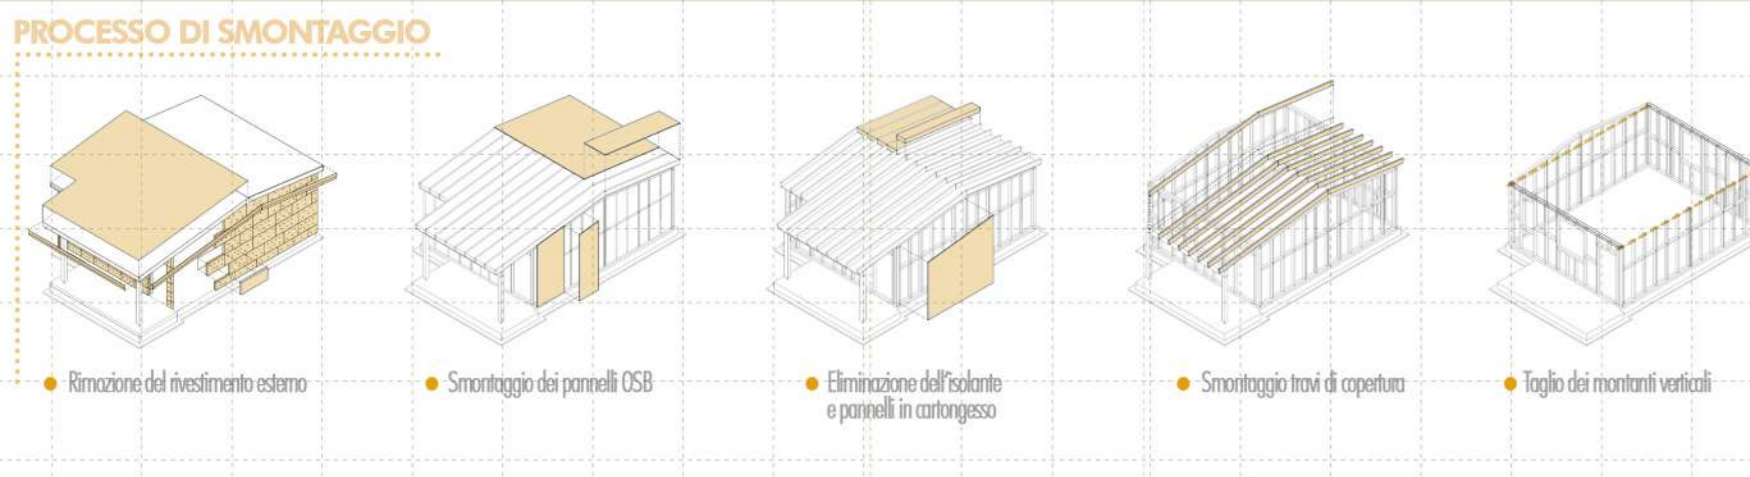 PROCESSO DI SMONTAGGIO
Rimozione del rivestimento esterno
Smontaggio dei pannelli OSB
Eliminazione dell'isolante
e pannelli in cartongesso
Smontaggio travi di copertura
Taglio dei montanti verticali